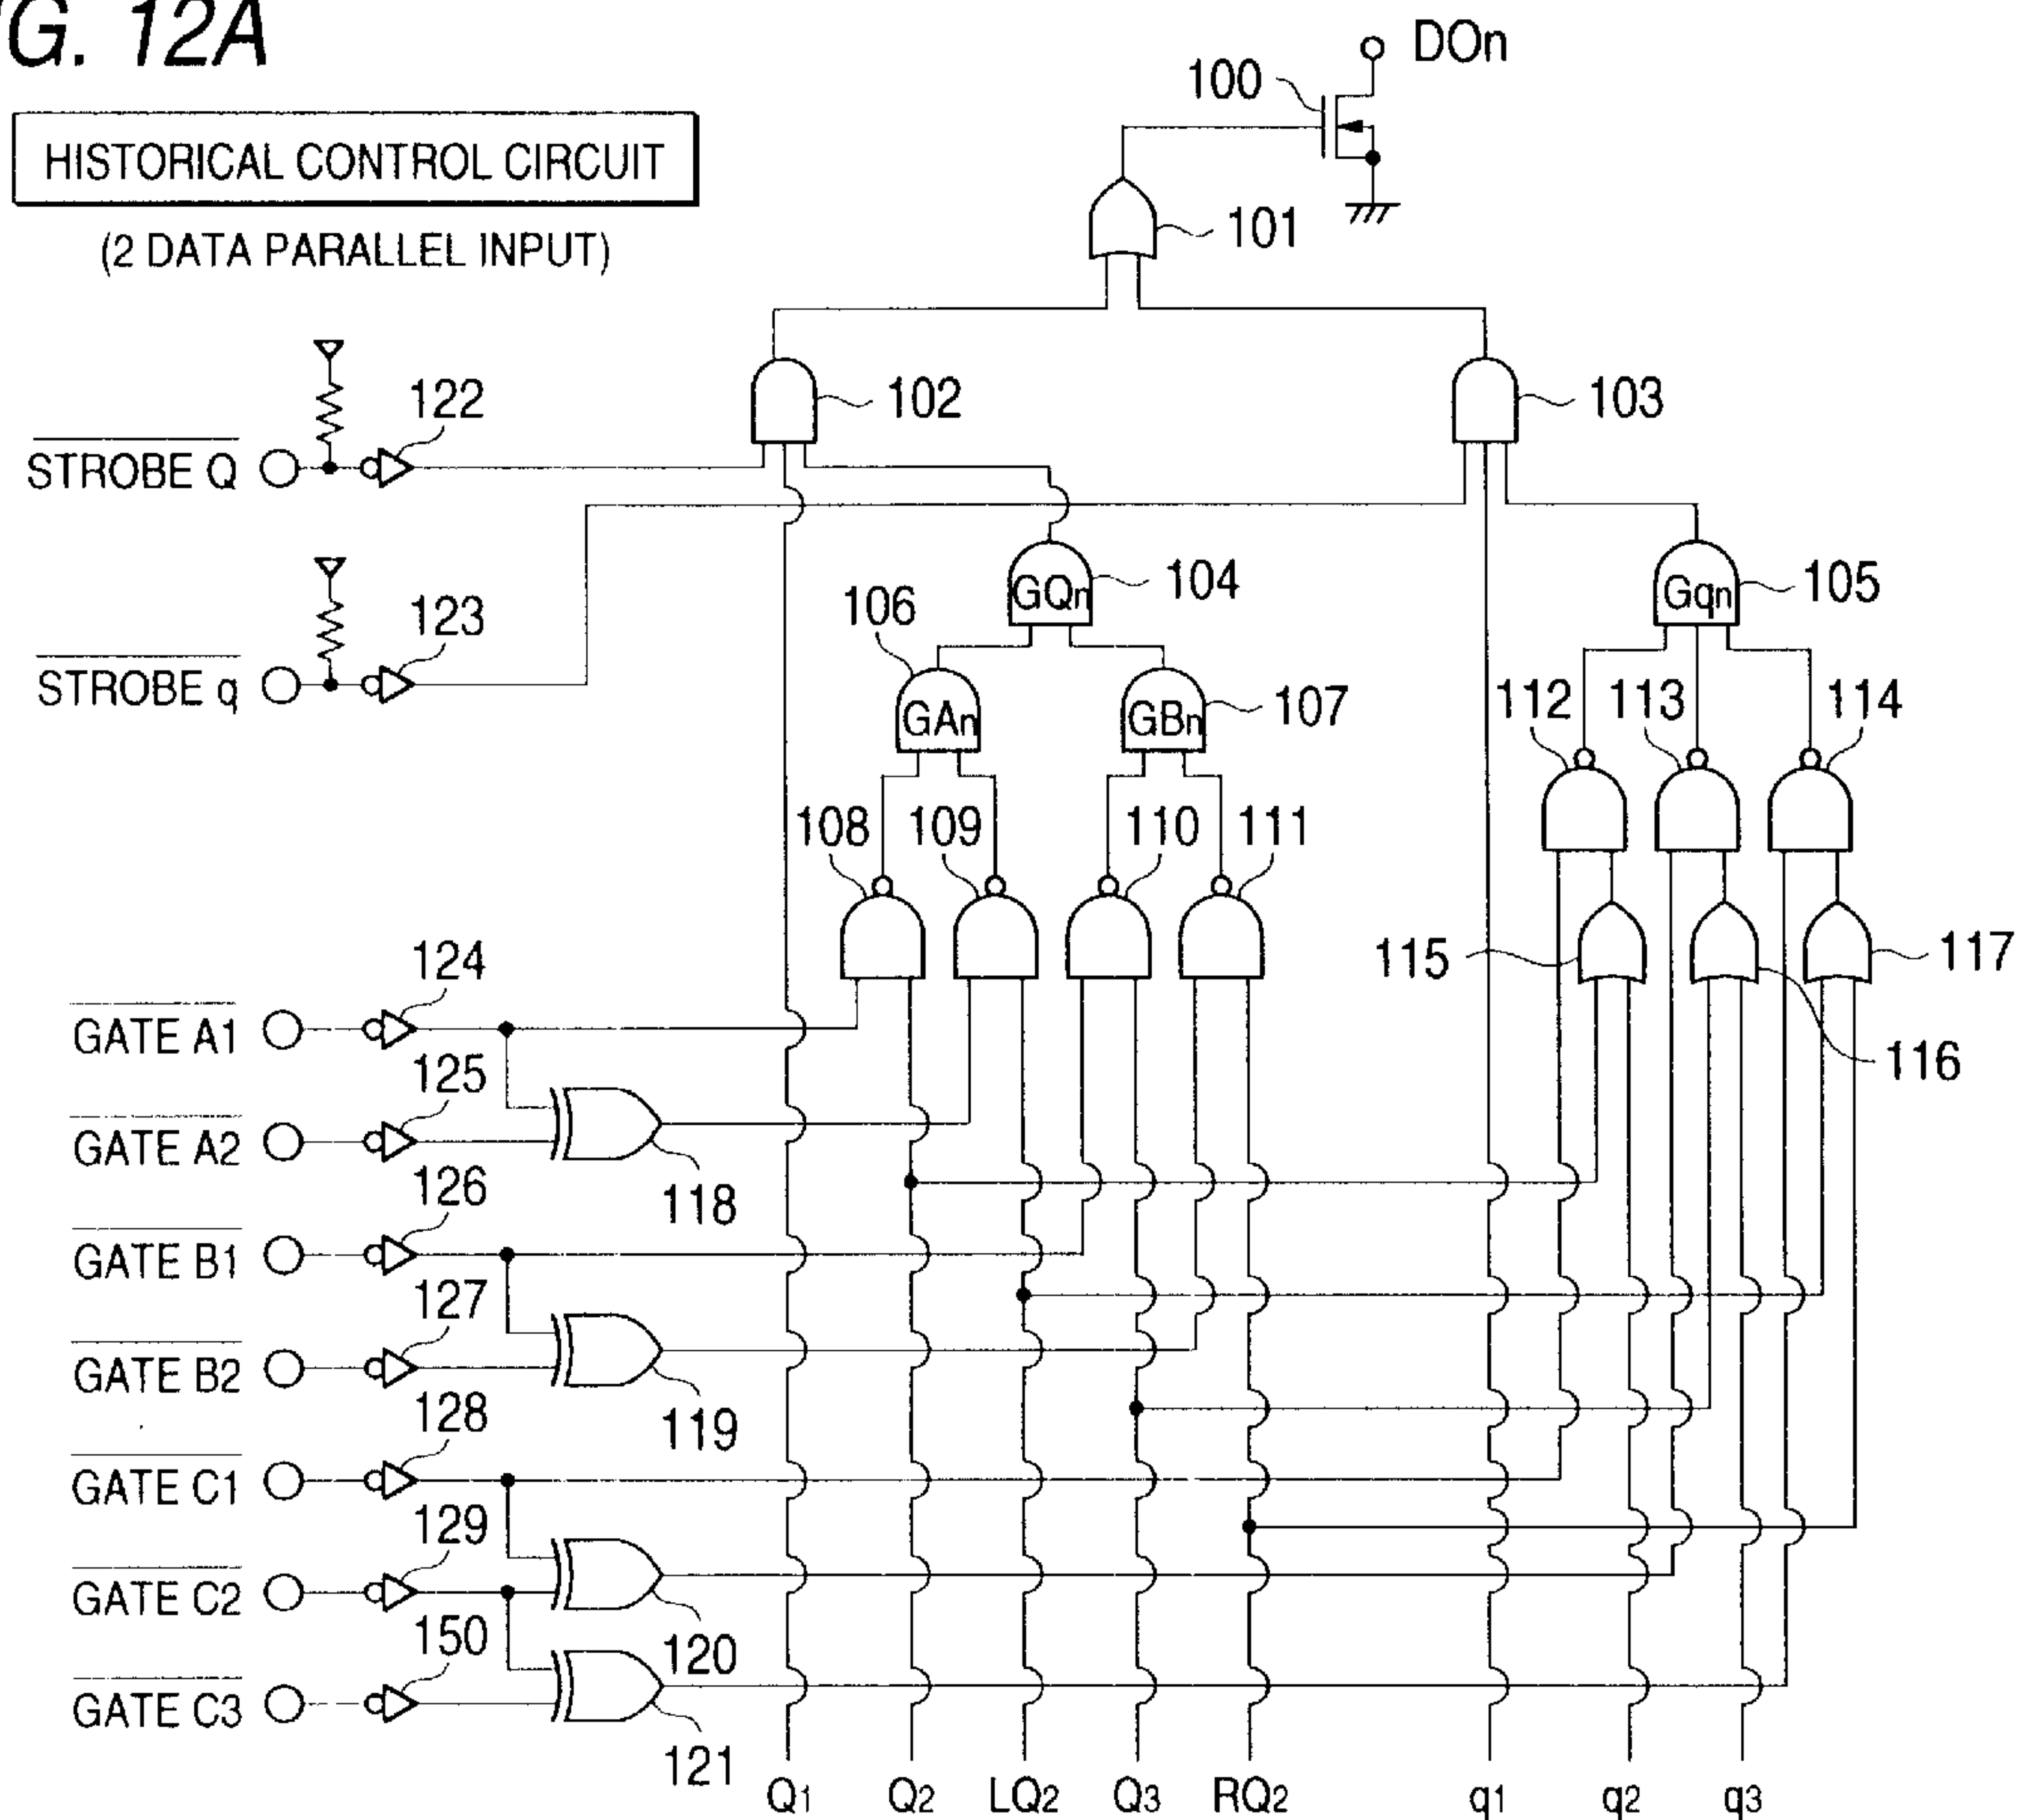 G. 12A
HISTORICAL CONTROL CIRCUIT
(2 DATA PARALLEL INPUT)
DOn
100
101
102
103
STROBE Q
122
STROBE q
123
GQn
104
Gqn
105
106
GAn
GBn
107
112
113
114
108
109
110
111
115
116
117
GATE A1
124
GATE A2
125
118
GATE B1
126
GATE B2
127
119
GATE C1
128
GATE C2
129
120
GATE C3
150
121
Q1 Q2 LQ2 Q3 RQ2 q1 q2 q3